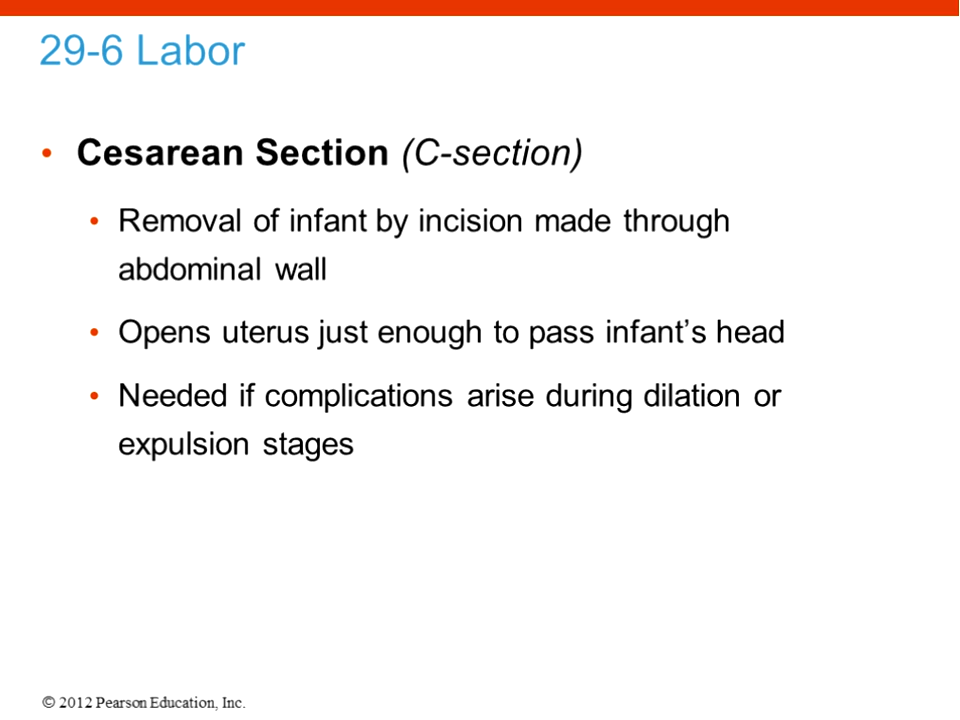 29-6 Labor
• Cesarean Section (C-section)
• Removal of infant by incision made through
abdominal wall
• Opens uterus just enough to pass infant’s head
• Needed if complications arise during dilation or
expulsion stages
© 2012 Pearson Education, Inc.